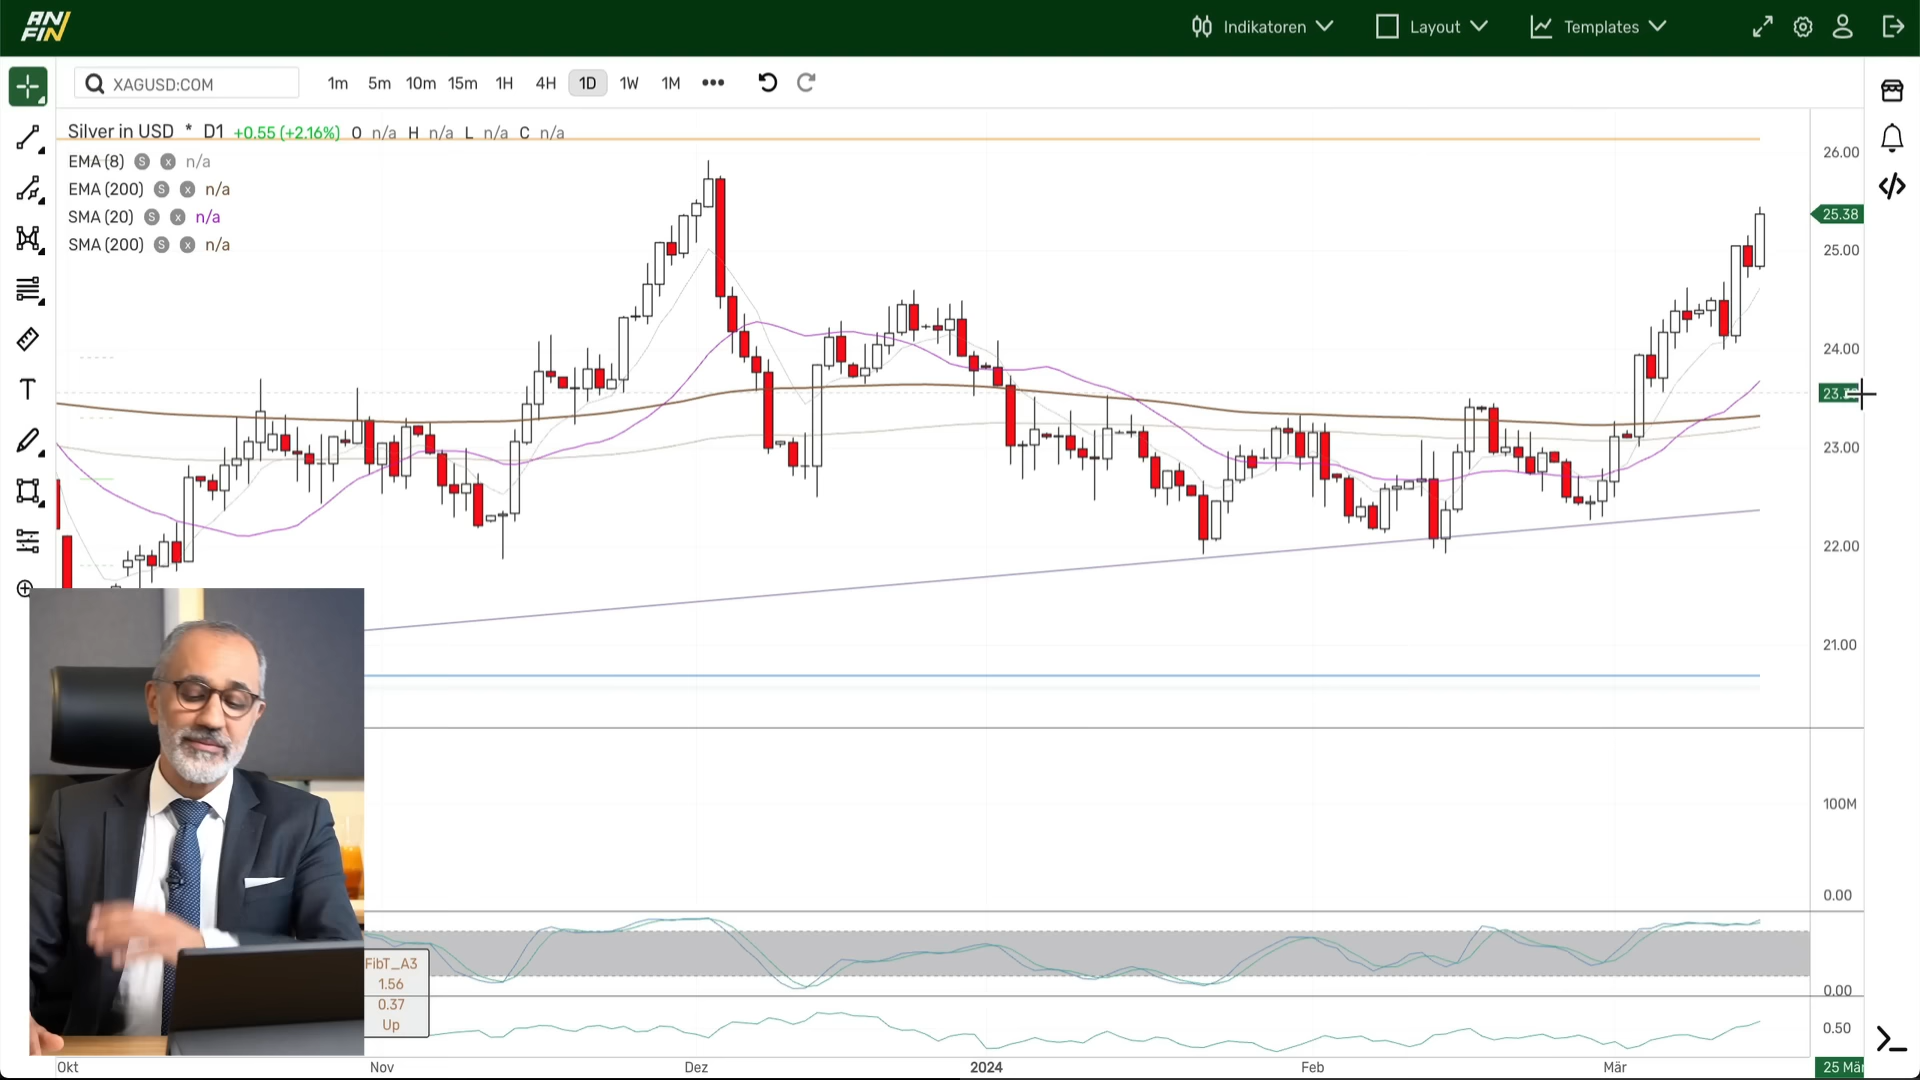 ANFIN
Indikatoren
Layout
Templates
XAGUSD:COM
1m 5m 10m 15m 1H 4H 1D 1W 1M •••
Silver in USD * D1 +0.55 (+2.16%) O n/a H n/a L n/a C n/a
EMA (8) S x n/a
EMA (200) S x n/a
SMA (20) S x n/a
SMA (200) S x n/a
T
26.00
25.38
25.00
24.00
23.00
22.00
21.00
100M
0.00
0.00
0.50
FibT_A3
1.56
0.37
Up
Okt Nov Dez 2024 Feb Mär 25 Mär